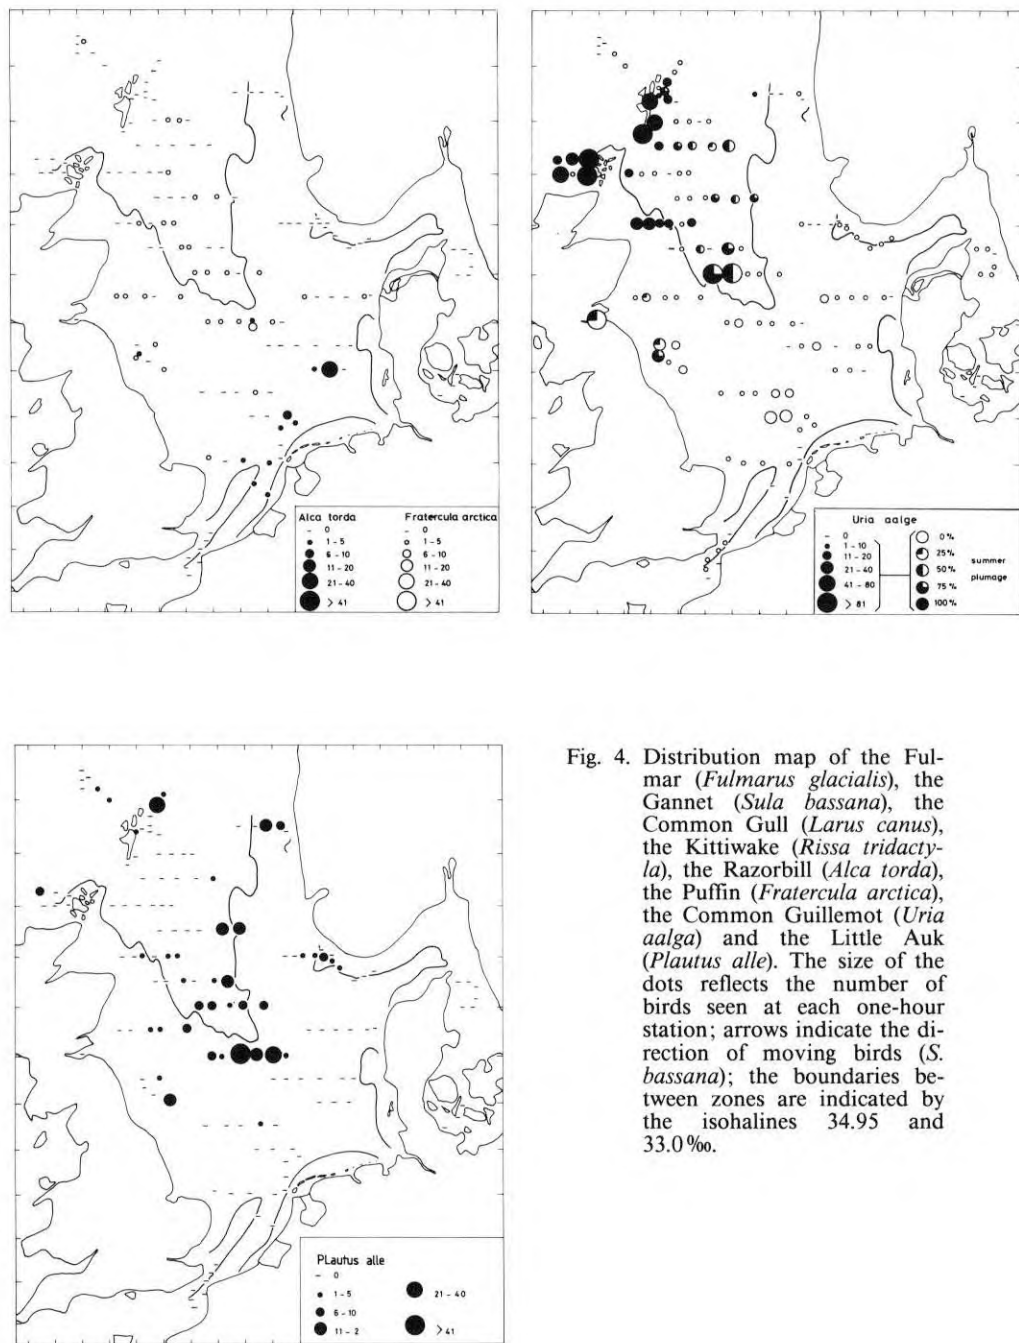 Alca torda Fratercula arctica
– 0 – 0
1 - 5 1 - 5
6 - 10 6 - 10
11 - 20 11 - 20
21 - 40 21 - 40
> 41 > 41
Uria aalge
– 0
1 - 10
11 - 20
21 - 40
41 - 80
> 81
0 %
25%
50 %
75 %
100 %
summer
plumage
PLautus alle
– 0
1 - 5
6 - 10
11 - 2
21 - 40
>41
Fig. 4. Distribution map of the Ful-
mar (Fulmarus glacialis), the
Gannet (Sula bassana), the
Common Gull (Larus canus),
the Kittiwake (Rissa tridacty-
la), the Razorbill (Alca torda),
the Puffin (Fratercula arctica),
the Common Guillemot (Uria
aalga) and the Little Auk
(Plautus alle). The size of the
dots reflects the number of
birds seen at each one-hour
station; arrows indicate the di-
rection of moving birds (S.
bassana); the boundaries be-
tween zones are indicated by
the isohalines 34.95 and
33.0‰.